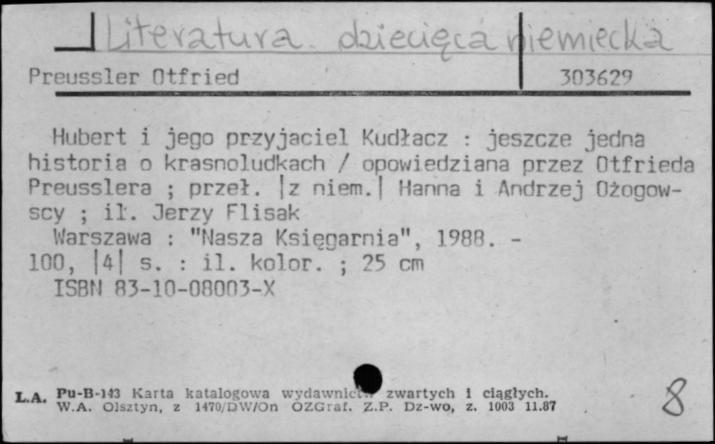 Literatura dziecięca niemiecka
Preussler Otfried 303629
Hubert i jego przyjaciel Kudłacz : jeszcze jedna
historia o krasnoludkach / opowiedziana przez Otfrieda
Preusslera ; przeł. |z niem.| Hanna i Andrzej Ożogow-
scy ; il. Jerzy Flisak
Warszawa : "Nasza Księgarnia", 1988. -
100, |4| s. : il. kolor. ; 25 cm
ISBN 83-10-08003-X
L.A. Pu-B-143 Karta katalogowa zwartych i ciągłych.
W.A. Olsztyn, z 1470/DW/On OZGraf. Z.P. Dz-wo, z. 1003 11.87
8